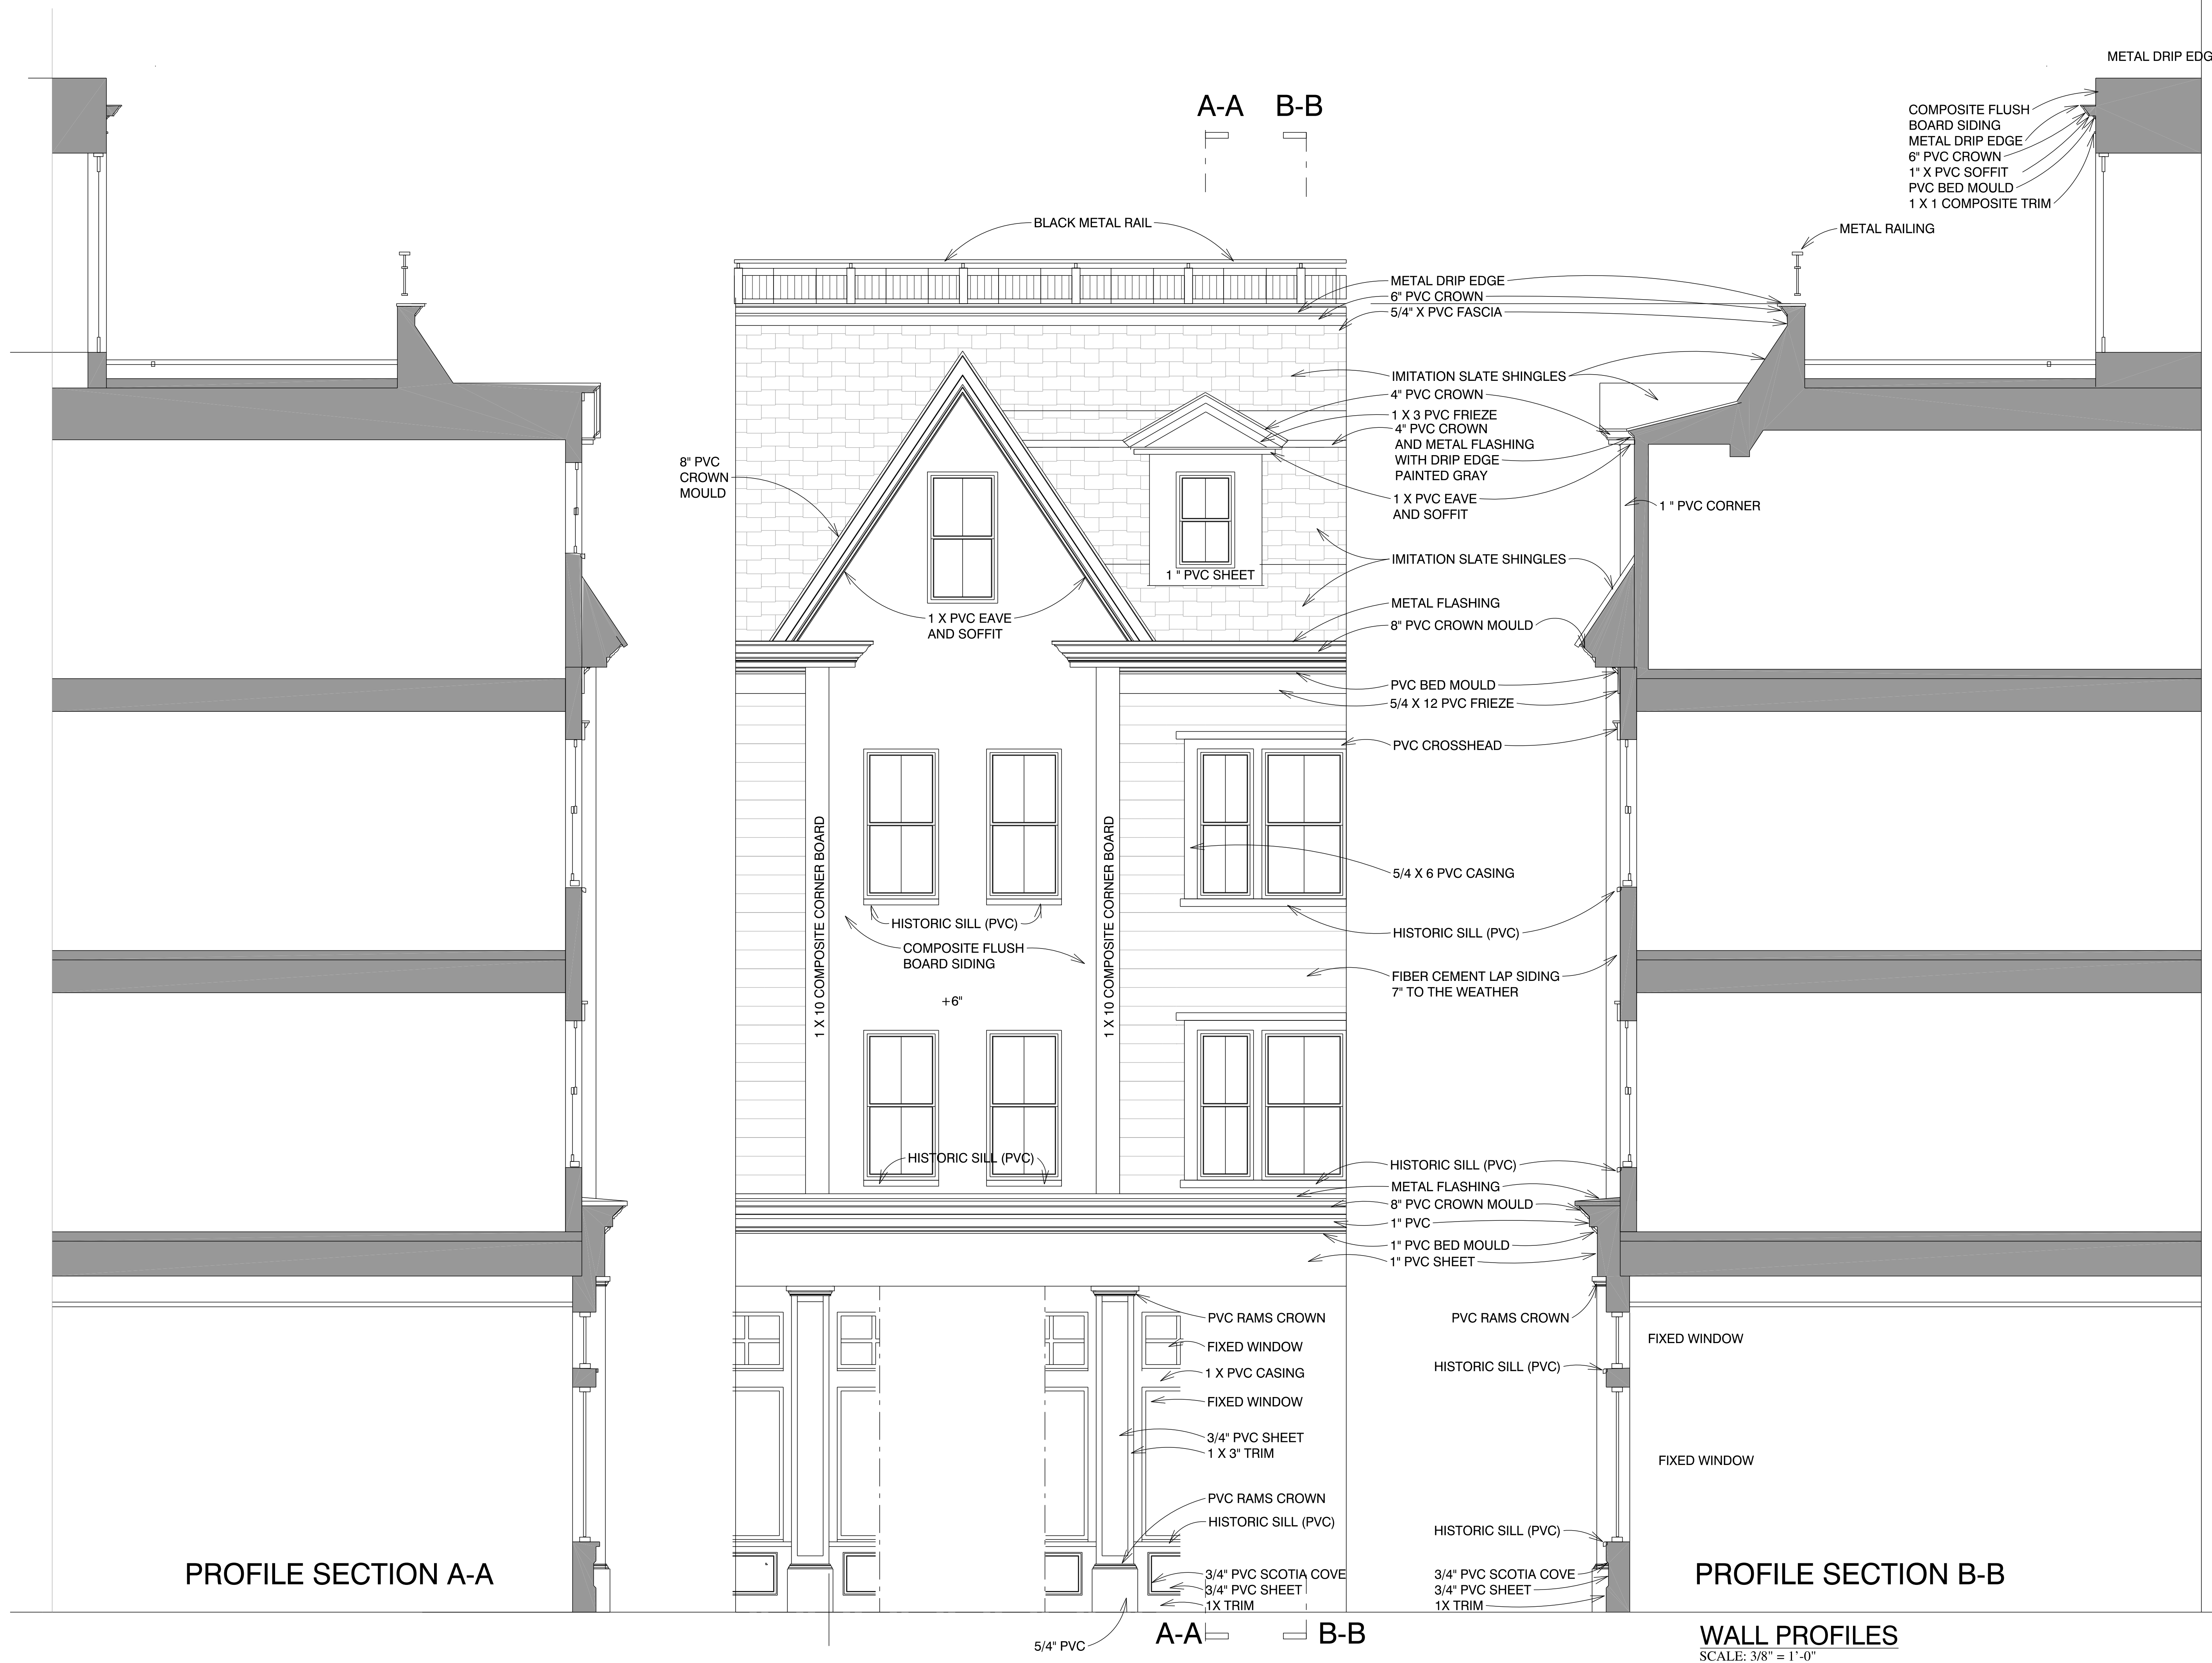 METAL DRIP EDG
A-A B-B
COMPOSITE FLUSH
BOARD SIDING
METAL DRIP EDGE
6" PVC CROWN
1" X PVC SOFFIT
PVC BED MOULD
1 X 1 COMPOSITE TRIM
BLACK METAL RAIL
METAL RAILING
METAL DRIP EDGE
6" PVC CROWN
5/4" X PVC FASCIA
IMITATION SLATE SHINGLES
4" PVC CROWN
1 X 3 PVC FRIEZE
4" PVC CROWN
AND METAL FLASHING
WITH DRIP EDGE
PAINTED GRAY
8" PVC
CROWN
MOULD
1 X PVC EAVE
AND SOFFIT
1 " PVC CORNER
IMITATION SLATE SHINGLES
1 " PVC SHEET
METAL FLASHING
1 X PVC EAVE
AND SOFFIT
8" PVC CROWN MOULD
PVC BED MOULD
5/4 X 12 PVC FRIEZE
PVC CROSSHEAD
1 X 10 COMPOSITE CORNER BOARD
1 X 10 COMPOSITE CORNER BOARD
5/4 X 6 PVC CASING
HISTORIC SILL (PVC)
HISTORIC SILL (PVC)
COMPOSITE FLUSH
BOARD SIDING
FIBER CEMENT LAP SIDING
7" TO THE WEATHER
+6"
HISTORIC SILL (PVC)
HISTORIC SILL (PVC)
METAL FLASHING
8" PVC CROWN MOULD
1" PVC
1" PVC BED MOULD
1" PVC SHEET
PVC RAMS CROWN
PVC RAMS CROWN
FIXED WINDOW
FIXED WINDOW
HISTORIC SILL (PVC)
1 X PVC CASING
FIXED WINDOW
3/4" PVC SHEET
1 X 3" TRIM
FIXED WINDOW
PVC RAMS CROWN
HISTORIC SILL (PVC)
HISTORIC SILL (PVC)
3/4" PVC SCOTIA COVE
3/4" PVC SHEET
1X TRIM
3/4" PVC SCOTIA COVE
3/4" PVC SHEET
1X TRIM
PROFILE SECTION A-A
PROFILE SECTION B-B
5/4" PVC
A-A B-B
WALL PROFILES
SCALE: 3/8" = 1'-0"